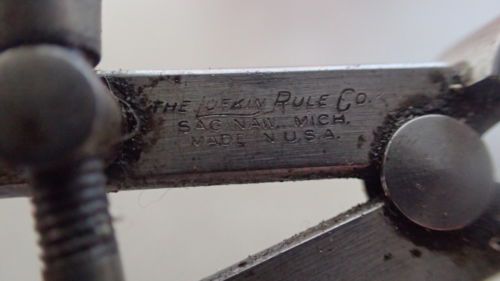 THE LUFKIN RULE CO.
SAGINAW, MICH.
MADE IN U.S.A.